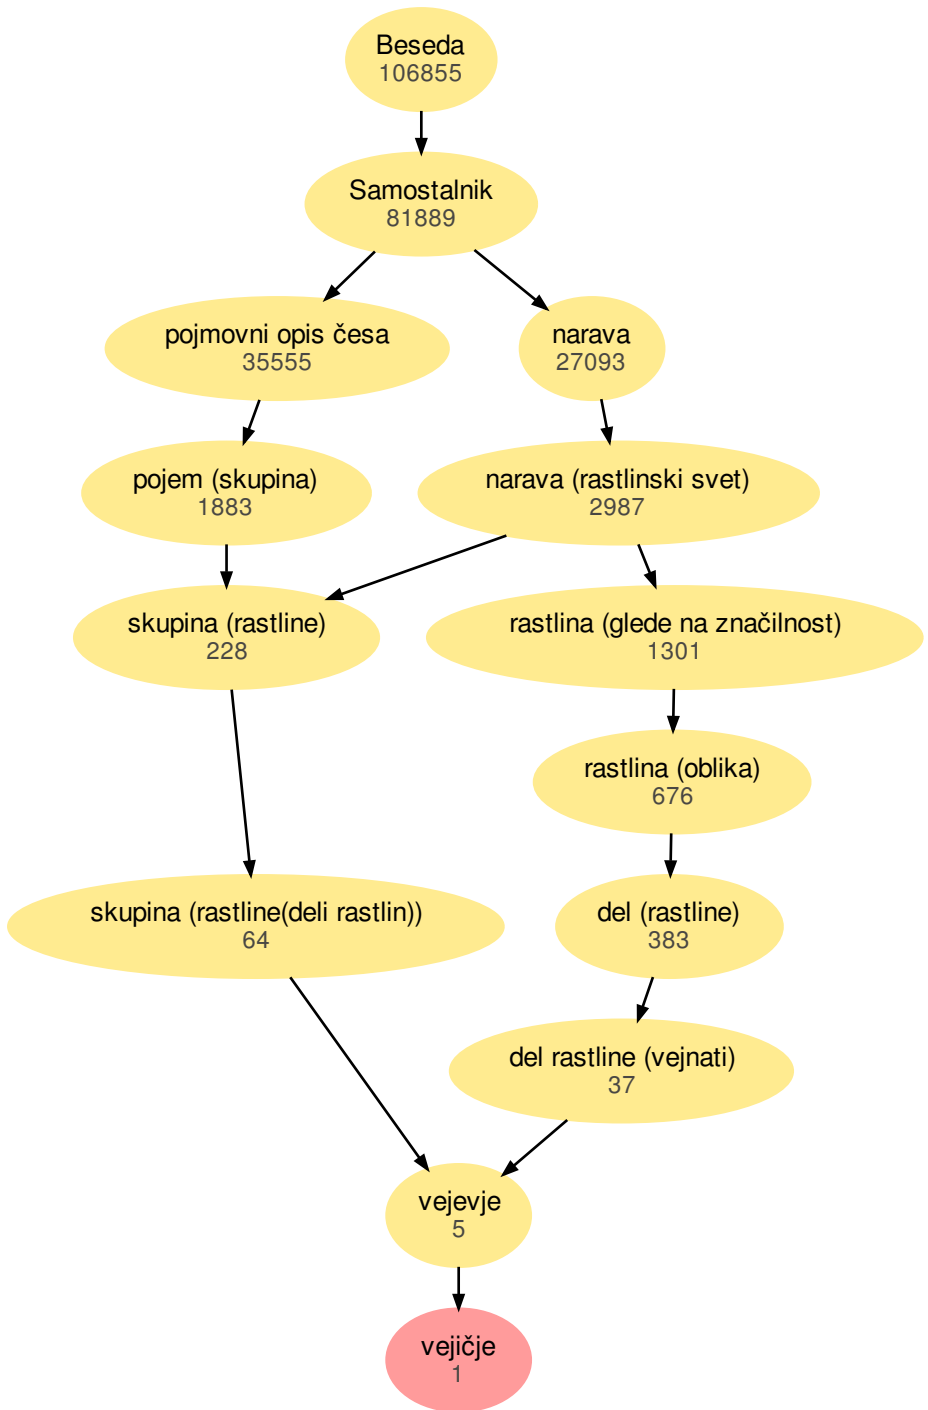 Beseda
106855
Samostalnik
81889
pojmovni opis česa
35555
narava
27093
pojem (skupina)
1883
narava (rastlinski svet)
2987
skupina (rastline)
228
rastlina (glede na značilnost)
1301
rastlina (oblika)
676
skupina (rastline(deli rastlin))
64
del (rastline)
383
del rastline (vejnati)
37
vejevje
5
vejičje
1